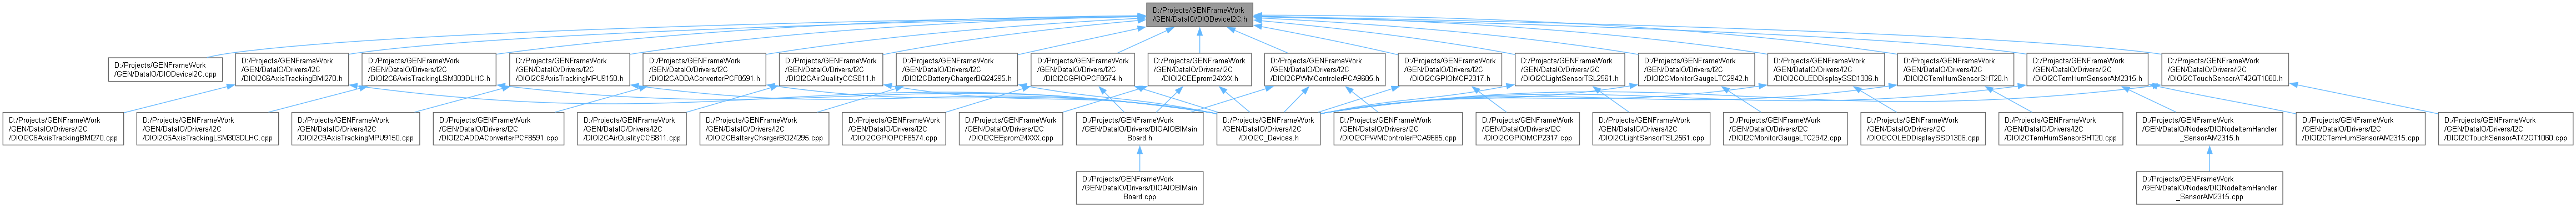 D:/Projects/GENFrameWork
/GEN/DataIO/DIODeviceI2C.h
D:/Projects/GENFrameWork
/GEN/DataIO/DIODeviceI2C.cpp
D:/Projects/GENFrameWork
/GEN/DataIO/Drivers/I2C
/DIOI2C6AxisTrackingBMI270.h
D:/Projects/GENFrameWork
/GEN/DataIO/Drivers/I2C
/DIOI2C6AxisTrackingLSM303DLHC.h
D:/Projects/GENFrameWork
/GEN/DataIO/Drivers/I2C
/DIOI2C9AxisTrackingMPU9150.h
D:/Projects/GENFrameWork
/GEN/DataIO/Drivers/I2C
/DIOI2CADDAConverterPCF8591.h
D:/Projects/GENFrameWork
/GEN/DataIO/Drivers/I2C
/DIOI2CAirQualityCCS811.h
D:/Projects/GENFrameWork
/GEN/DataIO/Drivers/I2C
/DIOI2CBatteryChargerBG24295.h
D:/Projects/GENFrameWork
/GEN/DataIO/Drivers/I2C
/DIOI2CGPIOPCF8574.h
D:/Projects/GENFrameWork
/GEN/DataIO/Drivers/I2C
/DIOI2CEEprom24XXX.h
D:/Projects/GENFrameWork
/GEN/DataIO/Drivers/I2C
/DIOI2CPWMControlerPCA9685.h
D:/Projects/GENFrameWork
/GEN/DataIO/Drivers/I2C
/DIOI2CGPIOMCP2317.h
D:/Projects/GENFrameWork
/GEN/DataIO/Drivers/I2C
/DIOI2CLightSensorTSL2561.h
D:/Projects/GENFrameWork
/GEN/DataIO/Drivers/I2C
/DIOI2CMonitorGaugeLTC2942.h
D:/Projects/GENFrameWork
/GEN/DataIO/Drivers/I2C
/DIOI2COLEDDisplaySSD1306.h
D:/Projects/GENFrameWork
/GEN/DataIO/Drivers/I2C
/DIOI2CTemHumSensorSHT20.h
D:/Projects/GENFrameWork
/GEN/DataIO/Drivers/I2C
/DIOI2CTemHumSensorAM2315.h
D:/Projects/GENFrameWork
/GEN/DataIO/Drivers/I2C
/DIOI2CTouchSensorAT42QT1060.h
D:/Projects/GENFrameWork
/GEN/DataIO/Drivers/I2C
/DIOI2C6AxisTrackingBMI270.cpp
D:/Projects/GENFrameWork
/GEN/DataIO/Drivers/I2C
/DIOI2C6AxisTrackingLSM303DLHC.cpp
D:/Projects/GENFrameWork
/GEN/DataIO/Drivers/I2C
/DIOI2C9AxisTrackingMPU9150.cpp
D:/Projects/GENFrameWork
/GEN/DataIO/Drivers/I2C
/DIOI2CADDAConverterPCF8591.cpp
D:/Projects/GENFrameWork
/GEN/DataIO/Drivers/I2C
/DIOI2CAirQualityCCS811.cpp
D:/Projects/GENFrameWork
/GEN/DataIO/Drivers/I2C
/DIOI2CBatteryChargerBG24295.cpp
D:/Projects/GENFrameWork
/GEN/DataIO/Drivers/I2C
/DIOI2CGPIOPCF8574.cpp
D:/Projects/GENFrameWork
/GEN/DataIO/Drivers/I2C
/DIOI2CEEprom24XXX.cpp
D:/Projects/GENFrameWork
/GEN/DataIO/Drivers/DIOAIOBIMain
Board.h
D:/Projects/GENFrameWork
/GEN/DataIO/Drivers/I2C
/DIOI2C_Devices.h
D:/Projects/GENFrameWork
/GEN/DataIO/Drivers/I2C
/DIOI2CPWMControlerPCA9685.cpp
D:/Projects/GENFrameWork
/GEN/DataIO/Drivers/I2C
/DIOI2CGPIOMCP2317.cpp
D:/Projects/GENFrameWork
/GEN/DataIO/Drivers/I2C
/DIOI2CLightSensorTSL2561.cpp
D:/Projects/GENFrameWork
/GEN/DataIO/Drivers/I2C
/DIOI2CMonitorGaugeLTC2942.cpp
D:/Projects/GENFrameWork
/GEN/DataIO/Drivers/I2C
/DIOI2COLEDDisplaySSD1306.cpp
D:/Projects/GENFrameWork
/GEN/DataIO/Drivers/I2C
/DIOI2CTemHumSensorSHT20.cpp
D:/Projects/GENFrameWork
/GEN/DataIO/Nodes/DIONodeItemHandler
_SensorAM2315.h
D:/Projects/GENFrameWork
/GEN/DataIO/Drivers/I2C
/DIOI2CTemHumSensorAM2315.cpp
D:/Projects/GENFrameWork
/GEN/DataIO/Drivers/I2C
/DIOI2CTouchSensorAT42QT1060.cpp
D:/Projects/GENFrameWork
/GEN/DataIO/Drivers/DIOAIOBIMain
Board.cpp
D:/Projects/GENFrameWork
/GEN/DataIO/Nodes/DIONodeItemHandler
_SensorAM2315.cpp